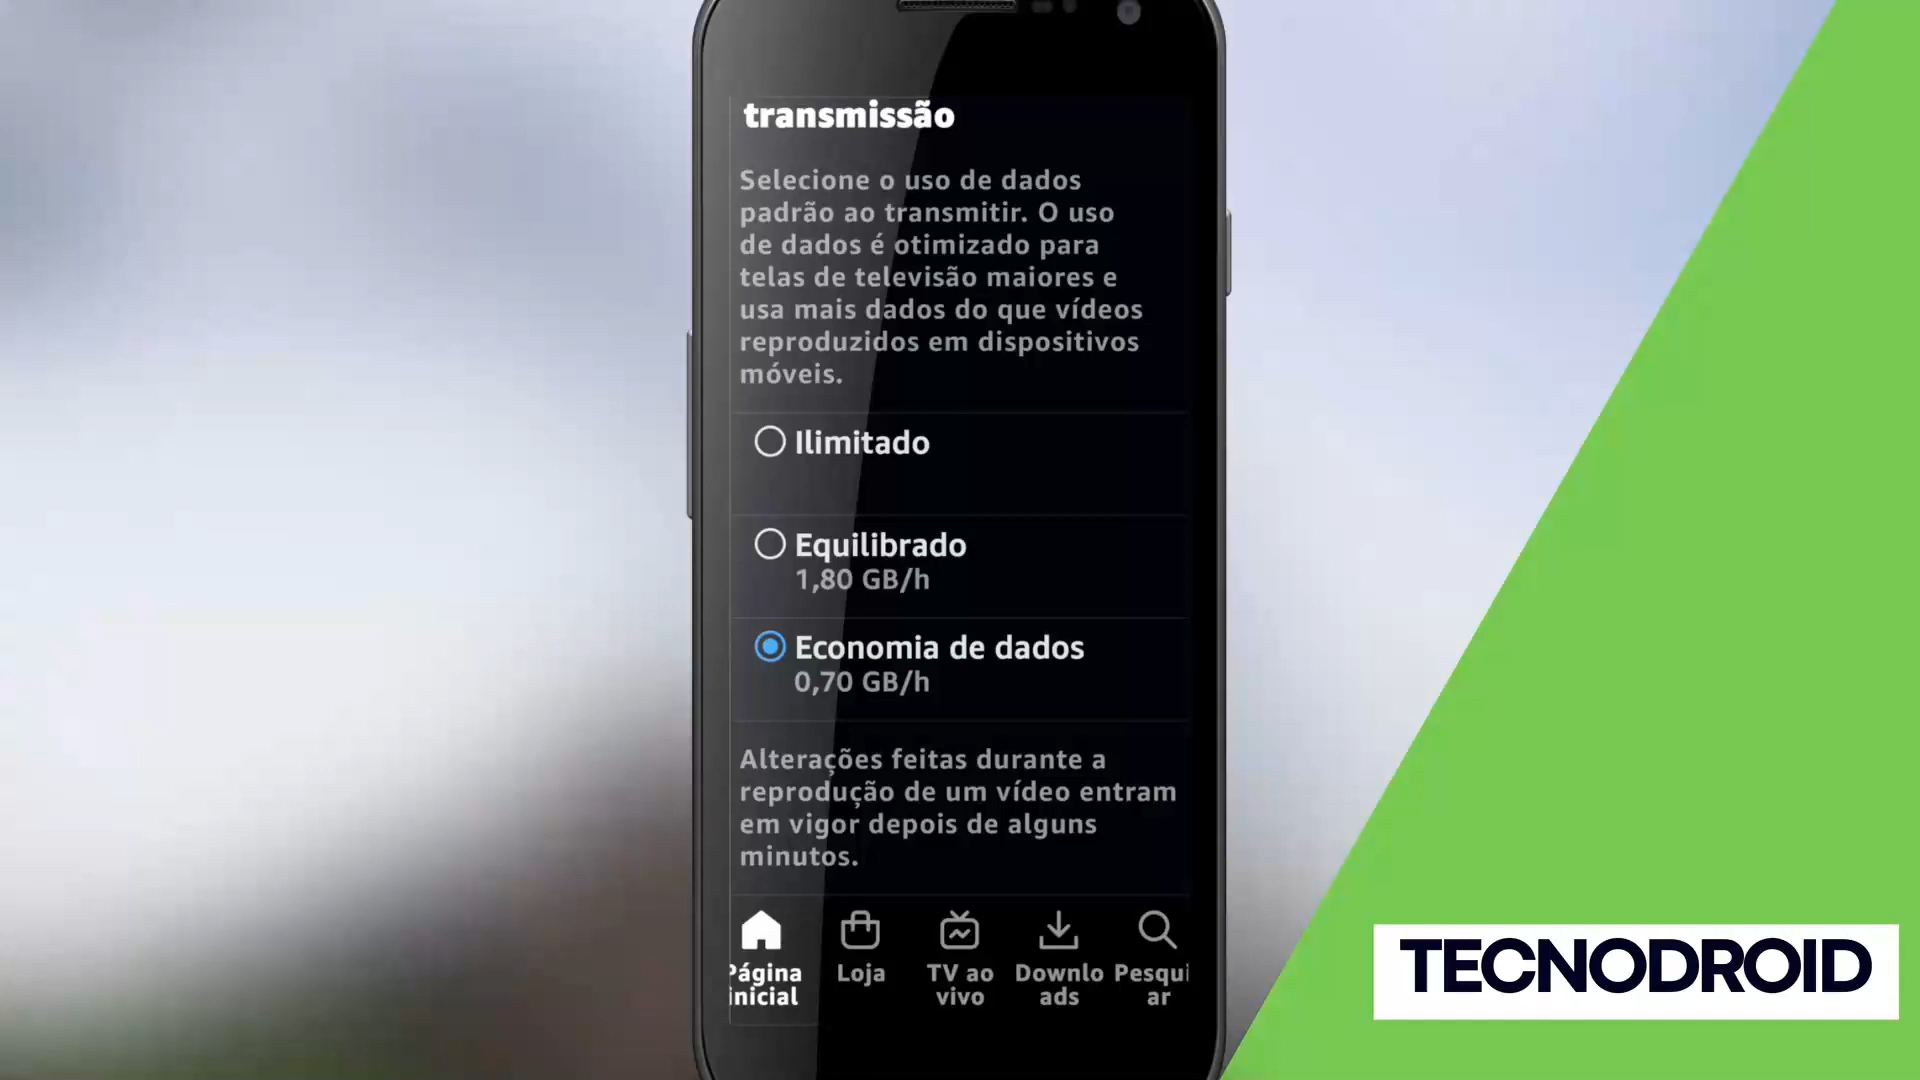 transmissão
Selecione o uso de dados
padrão ao transmitir. O uso
de dados é otimizado para
telas de televisão maiores e
usa mais dados do que vídeos
reproduzidos em dispositivos
móveis.
Ilimitado
Equilibrado
1,80 GB/h
Economia de dados
0,70 GB/h
Alterações feitas durante a
reprodução de um vídeo entram
em vigor depois de alguns
minutos.
Página
inicial
Loja
TV ao
vivo
Downlo
ads
Pesqui
ar
TECNODROID